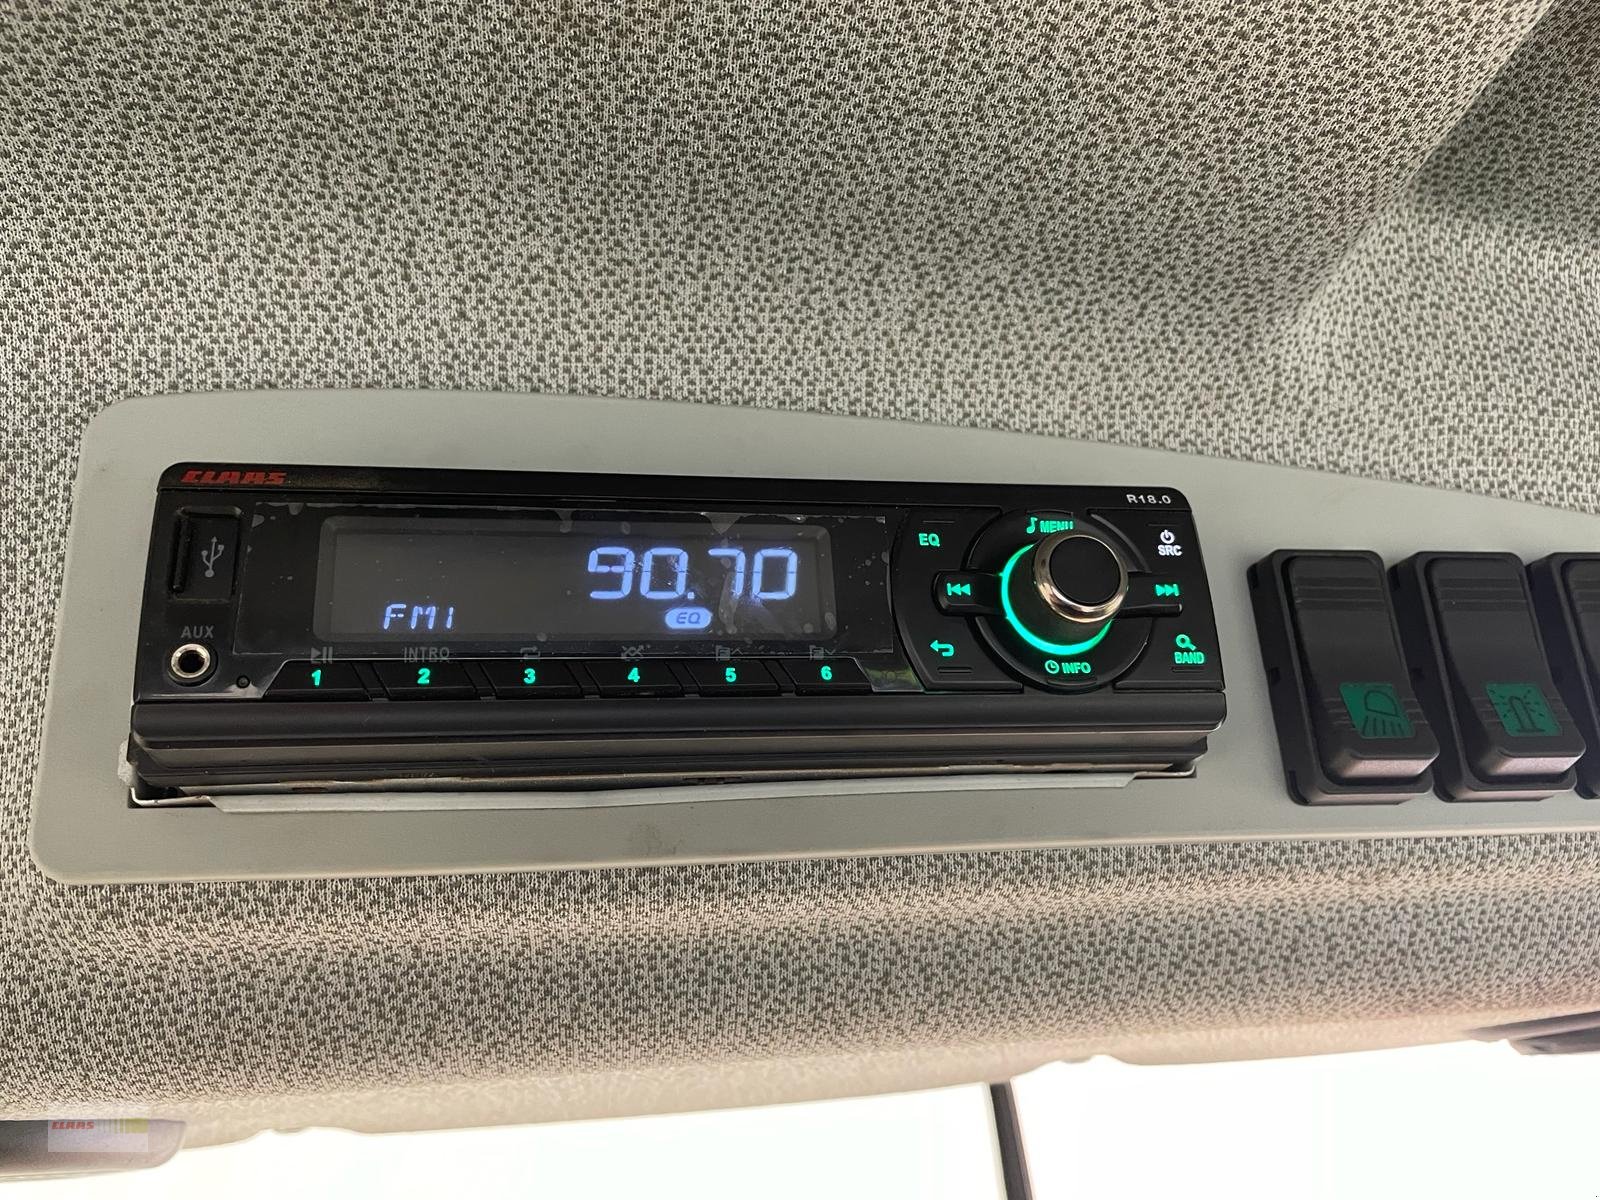 CLAAS
R18.0
MENU
EQ
SRC
90.70
FM1
EQ
AUX
INTRO
BAND
INFO
1 2 3 4 5 6
CLAAS